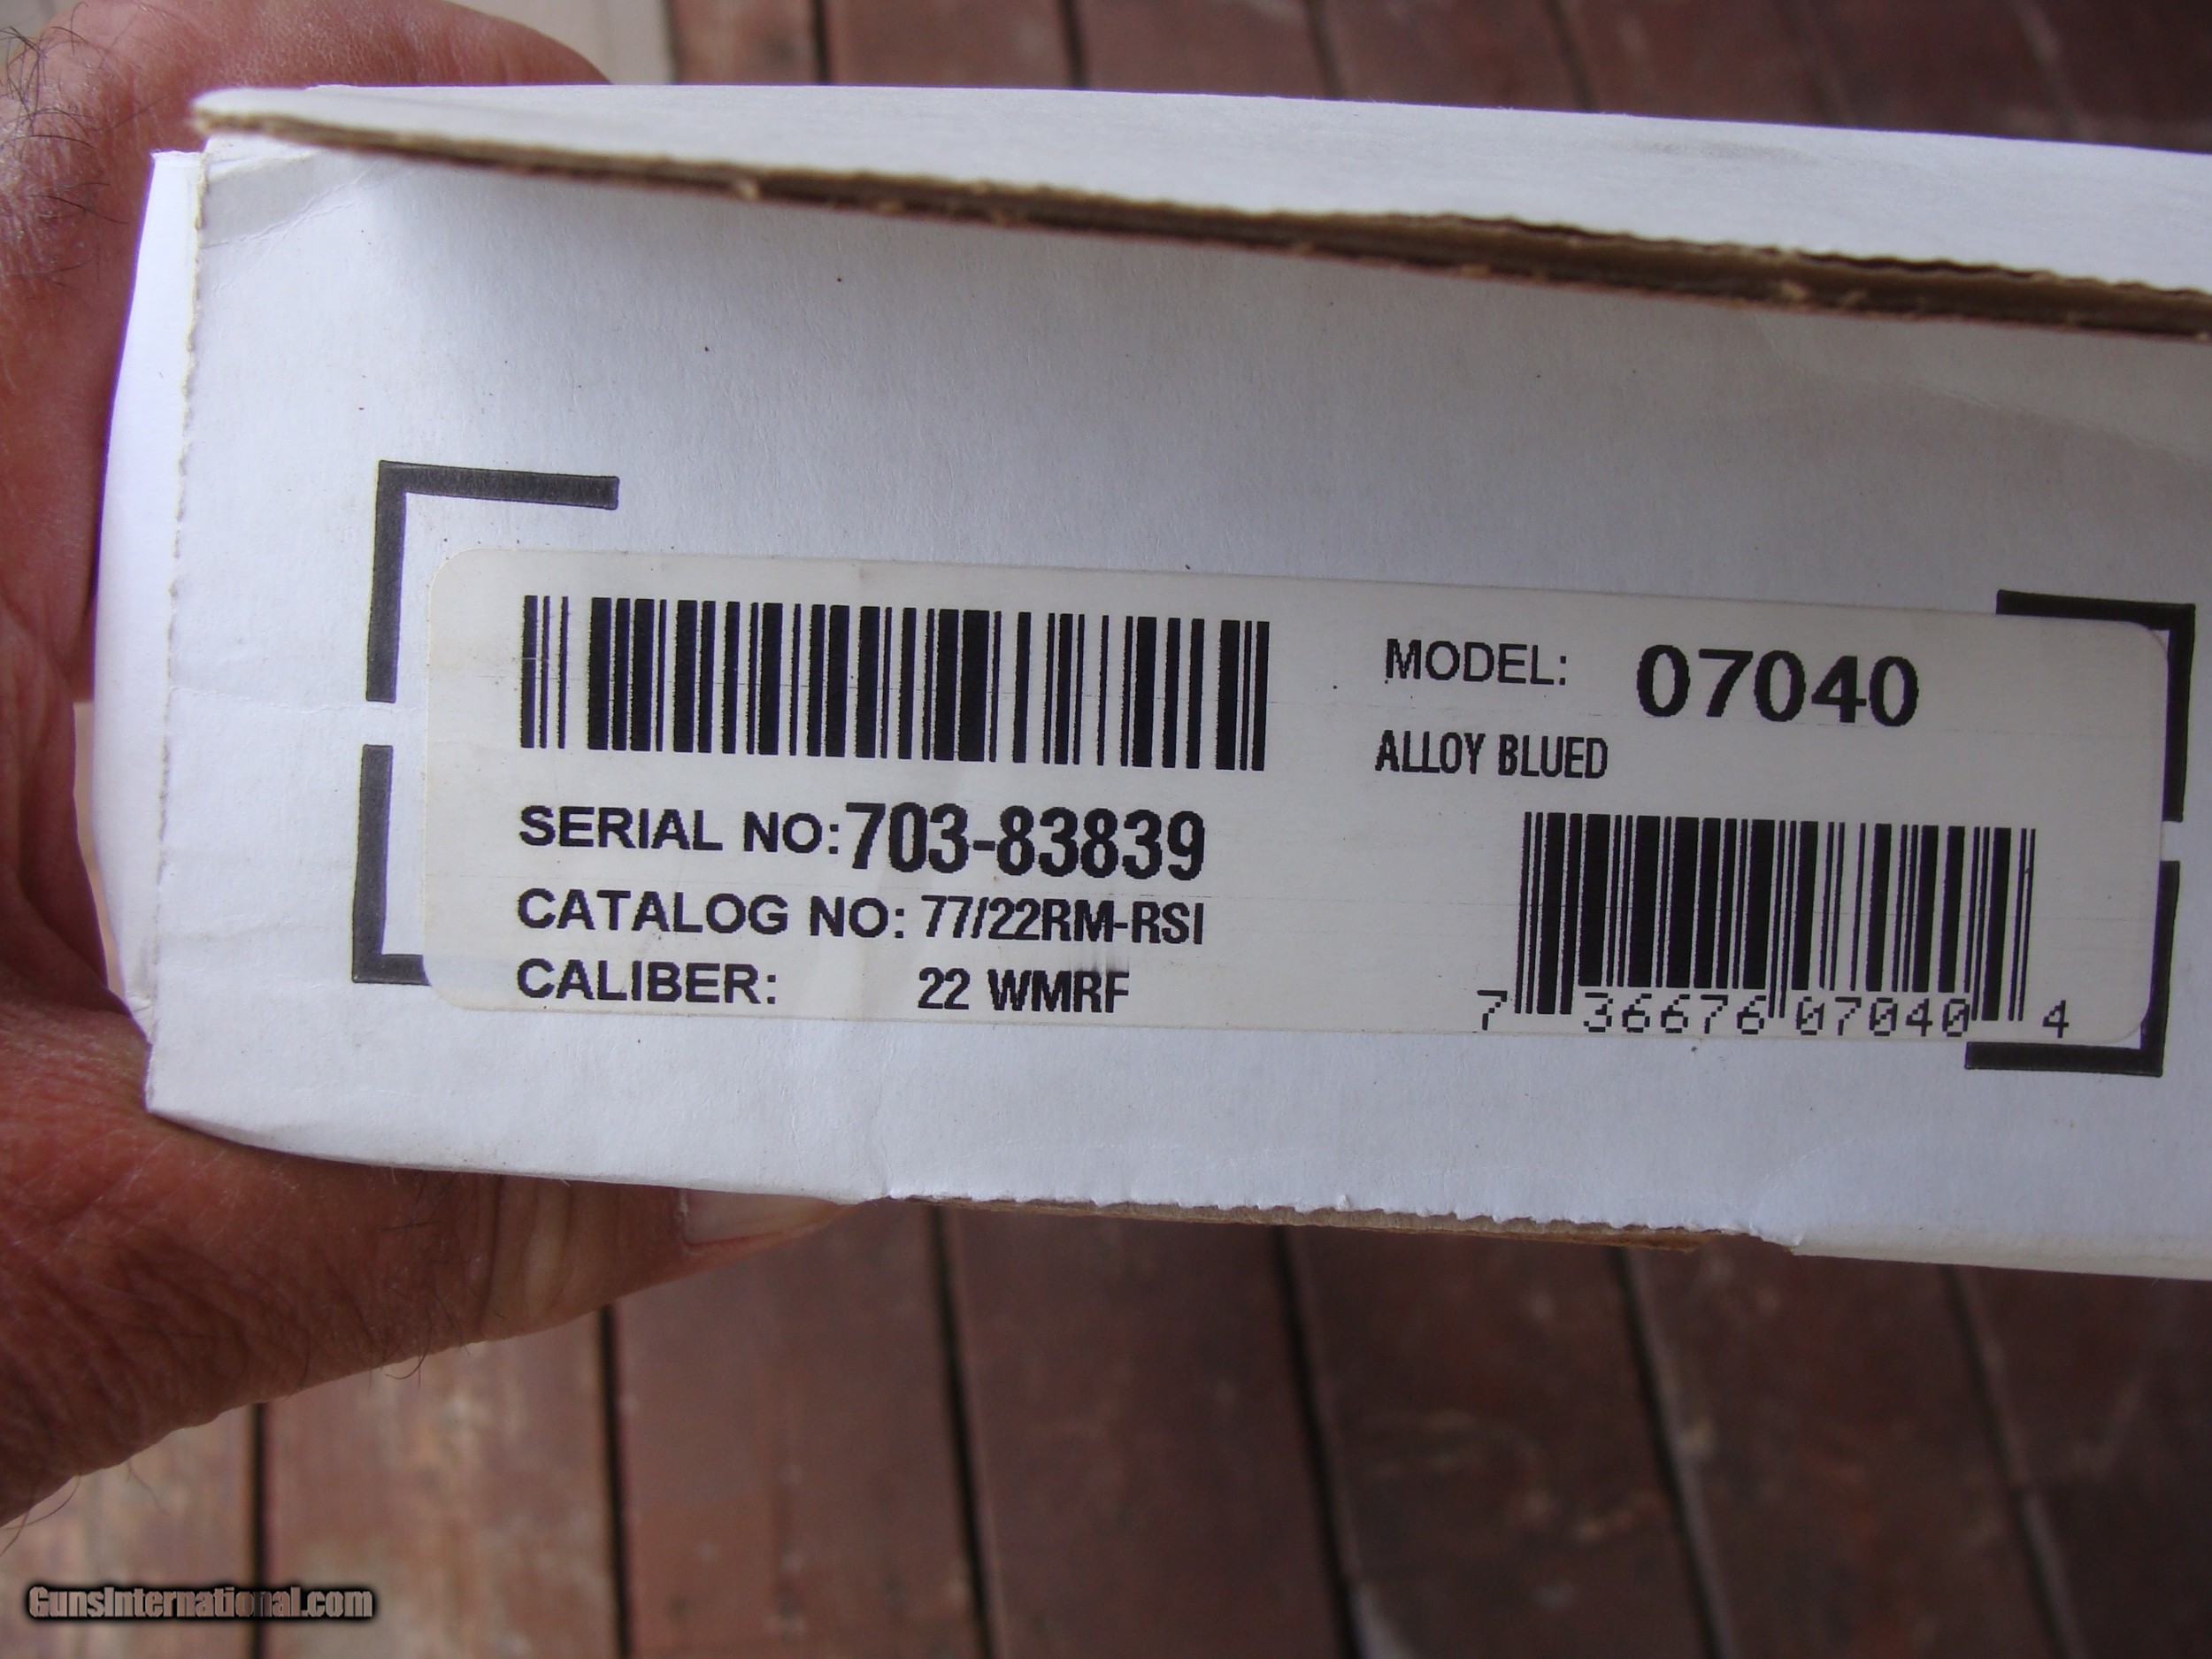 MODEL: 07040
ALLOY BLUED
SERIAL NO: 703-83839
CATALOG NO: 77/22RM-RSI
CALIBER: 22 WMRF
7 36676 07040 4
GunsInternational.com